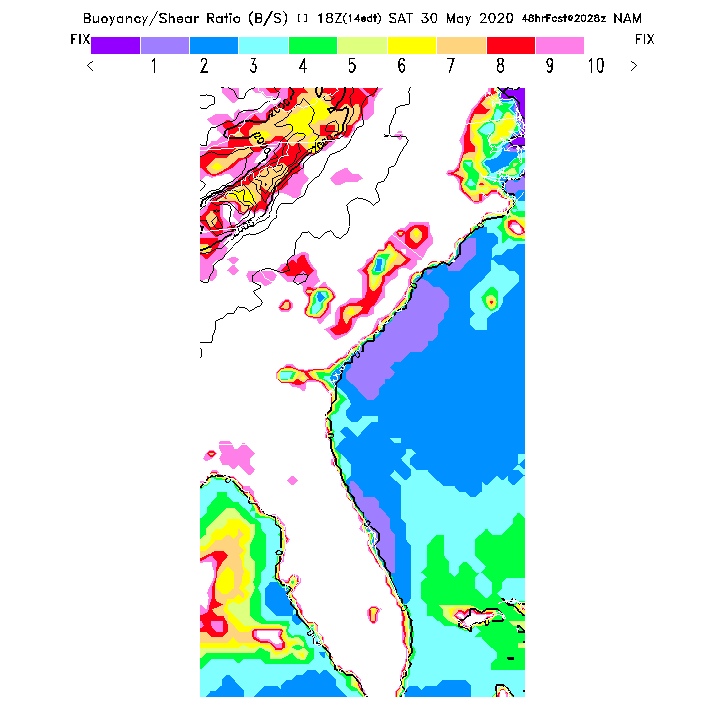 Buoyancy/Shear Ratio (B/S) [] 18Z(14edt) SAT 30 May 2020 48hrFcst@2028z NAM
FIX FIX
< 1 2 3 4 5 6 7 8 9 10 >